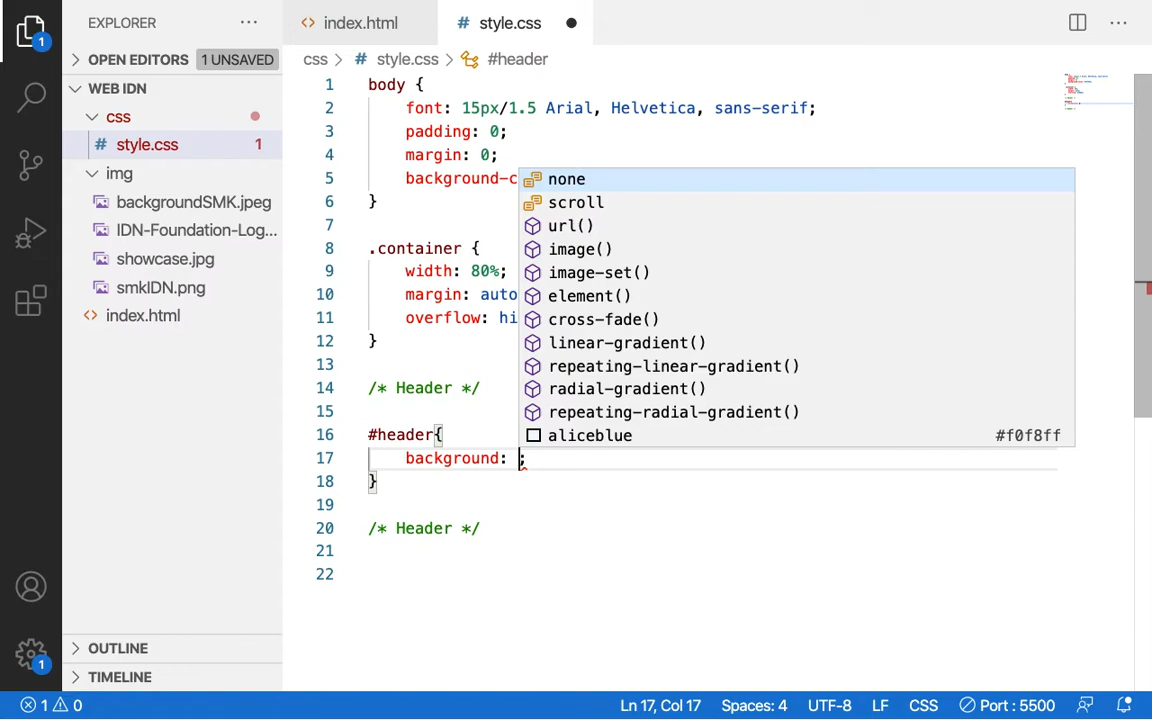 EXPLORER
index.html
# style.css
OPEN EDITORS
1 UNSAVED
css
# style.css
#header
WEB IDN
css
# style.css 1
img
backgroundSMK.jpeg
IDN-Foundation-Log...
showcase.jpg
smkIDN.png
index.html
OUTLINE
TIMELINE
1
1
1 body {
2 font: 15px/1.5 Arial, Helvetica, sans-serif;
3 padding: 0;
4 margin: 0;
5 background-c
6 }
7
8 .container {
9 width: 80%;
10 margin: auto
11 overflow: hi
12 }
13
14 /* Header */
15
16 #header{
17 background: ;
18 }
19
20 /* Header */
21
22
none
scroll
url()
image()
image-set()
element()
cross-fade()
linear-gradient()
repeating-linear-gradient()
radial-gradient()
repeating-radial-gradient()
aliceblue #f0f8ff
1 0
Ln 17, Col 17
Spaces: 4
UTF-8
LF
CSS
Port : 5500